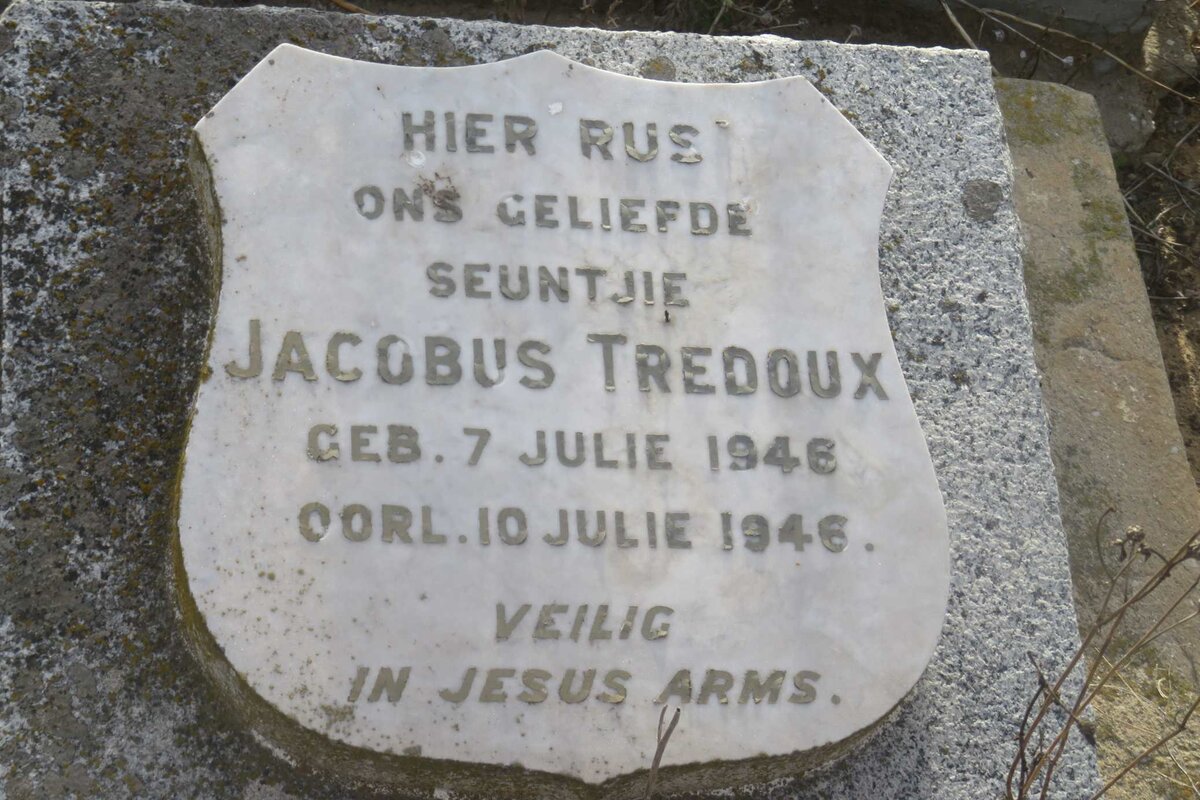 HIER RUS
ONS GELIEFDE
SEUNTJIE
JACOBUS TREDOUX
GEB. 7 JULIE 1946
OORL. 10 JULIE 1946.
VEILIG
IN JESUS ARMS.